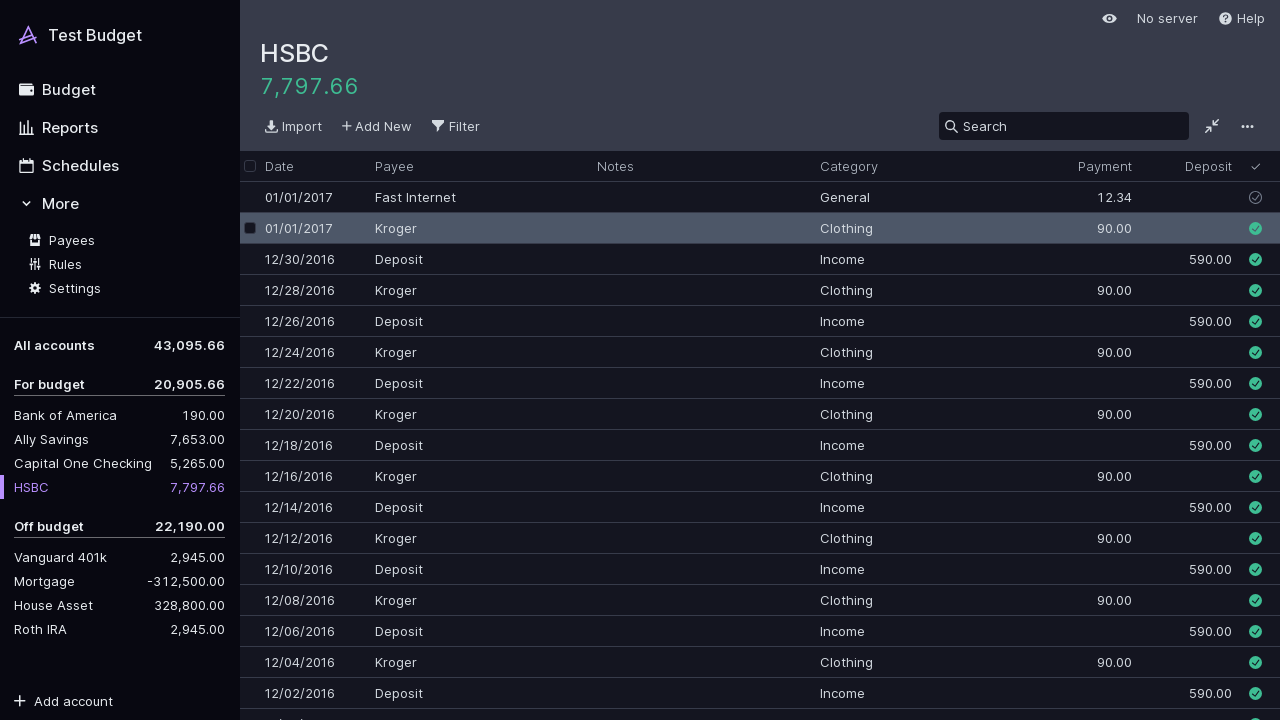 Test Budget
Budget
Reports
Schedules
More
Payees
Rules
Settings
All accounts 43,095.66
For budget 20,905.66
Bank of America 190.00
Ally Savings 7,653.00
Capital One Checking 5,265.00
HSBC 7,797.66
Off budget 22,190.00
Vanguard 401k 2,945.00
Mortgage -312,500.00
House Asset 328,800.00
Roth IRA 2,945.00
Add account
No server Help
HSBC
7,797.66
Import Add New Filter Search
Date Payee Notes Category Payment Deposit
01/01/2017 Fast Internet General 12.34
01/01/2017 Kroger Clothing 90.00
12/30/2016 Deposit Income 590.00
12/28/2016 Kroger Clothing 90.00
12/26/2016 Deposit Income 590.00
12/24/2016 Kroger Clothing 90.00
12/22/2016 Deposit Income 590.00
12/20/2016 Kroger Clothing 90.00
12/18/2016 Deposit Income 590.00
12/16/2016 Kroger Clothing 90.00
12/14/2016 Deposit Income 590.00
12/12/2016 Kroger Clothing 90.00
12/10/2016 Deposit Income 590.00
12/08/2016 Kroger Clothing 90.00
12/06/2016 Deposit Income 590.00
12/04/2016 Kroger Clothing 90.00
12/02/2016 Deposit Income 590.00